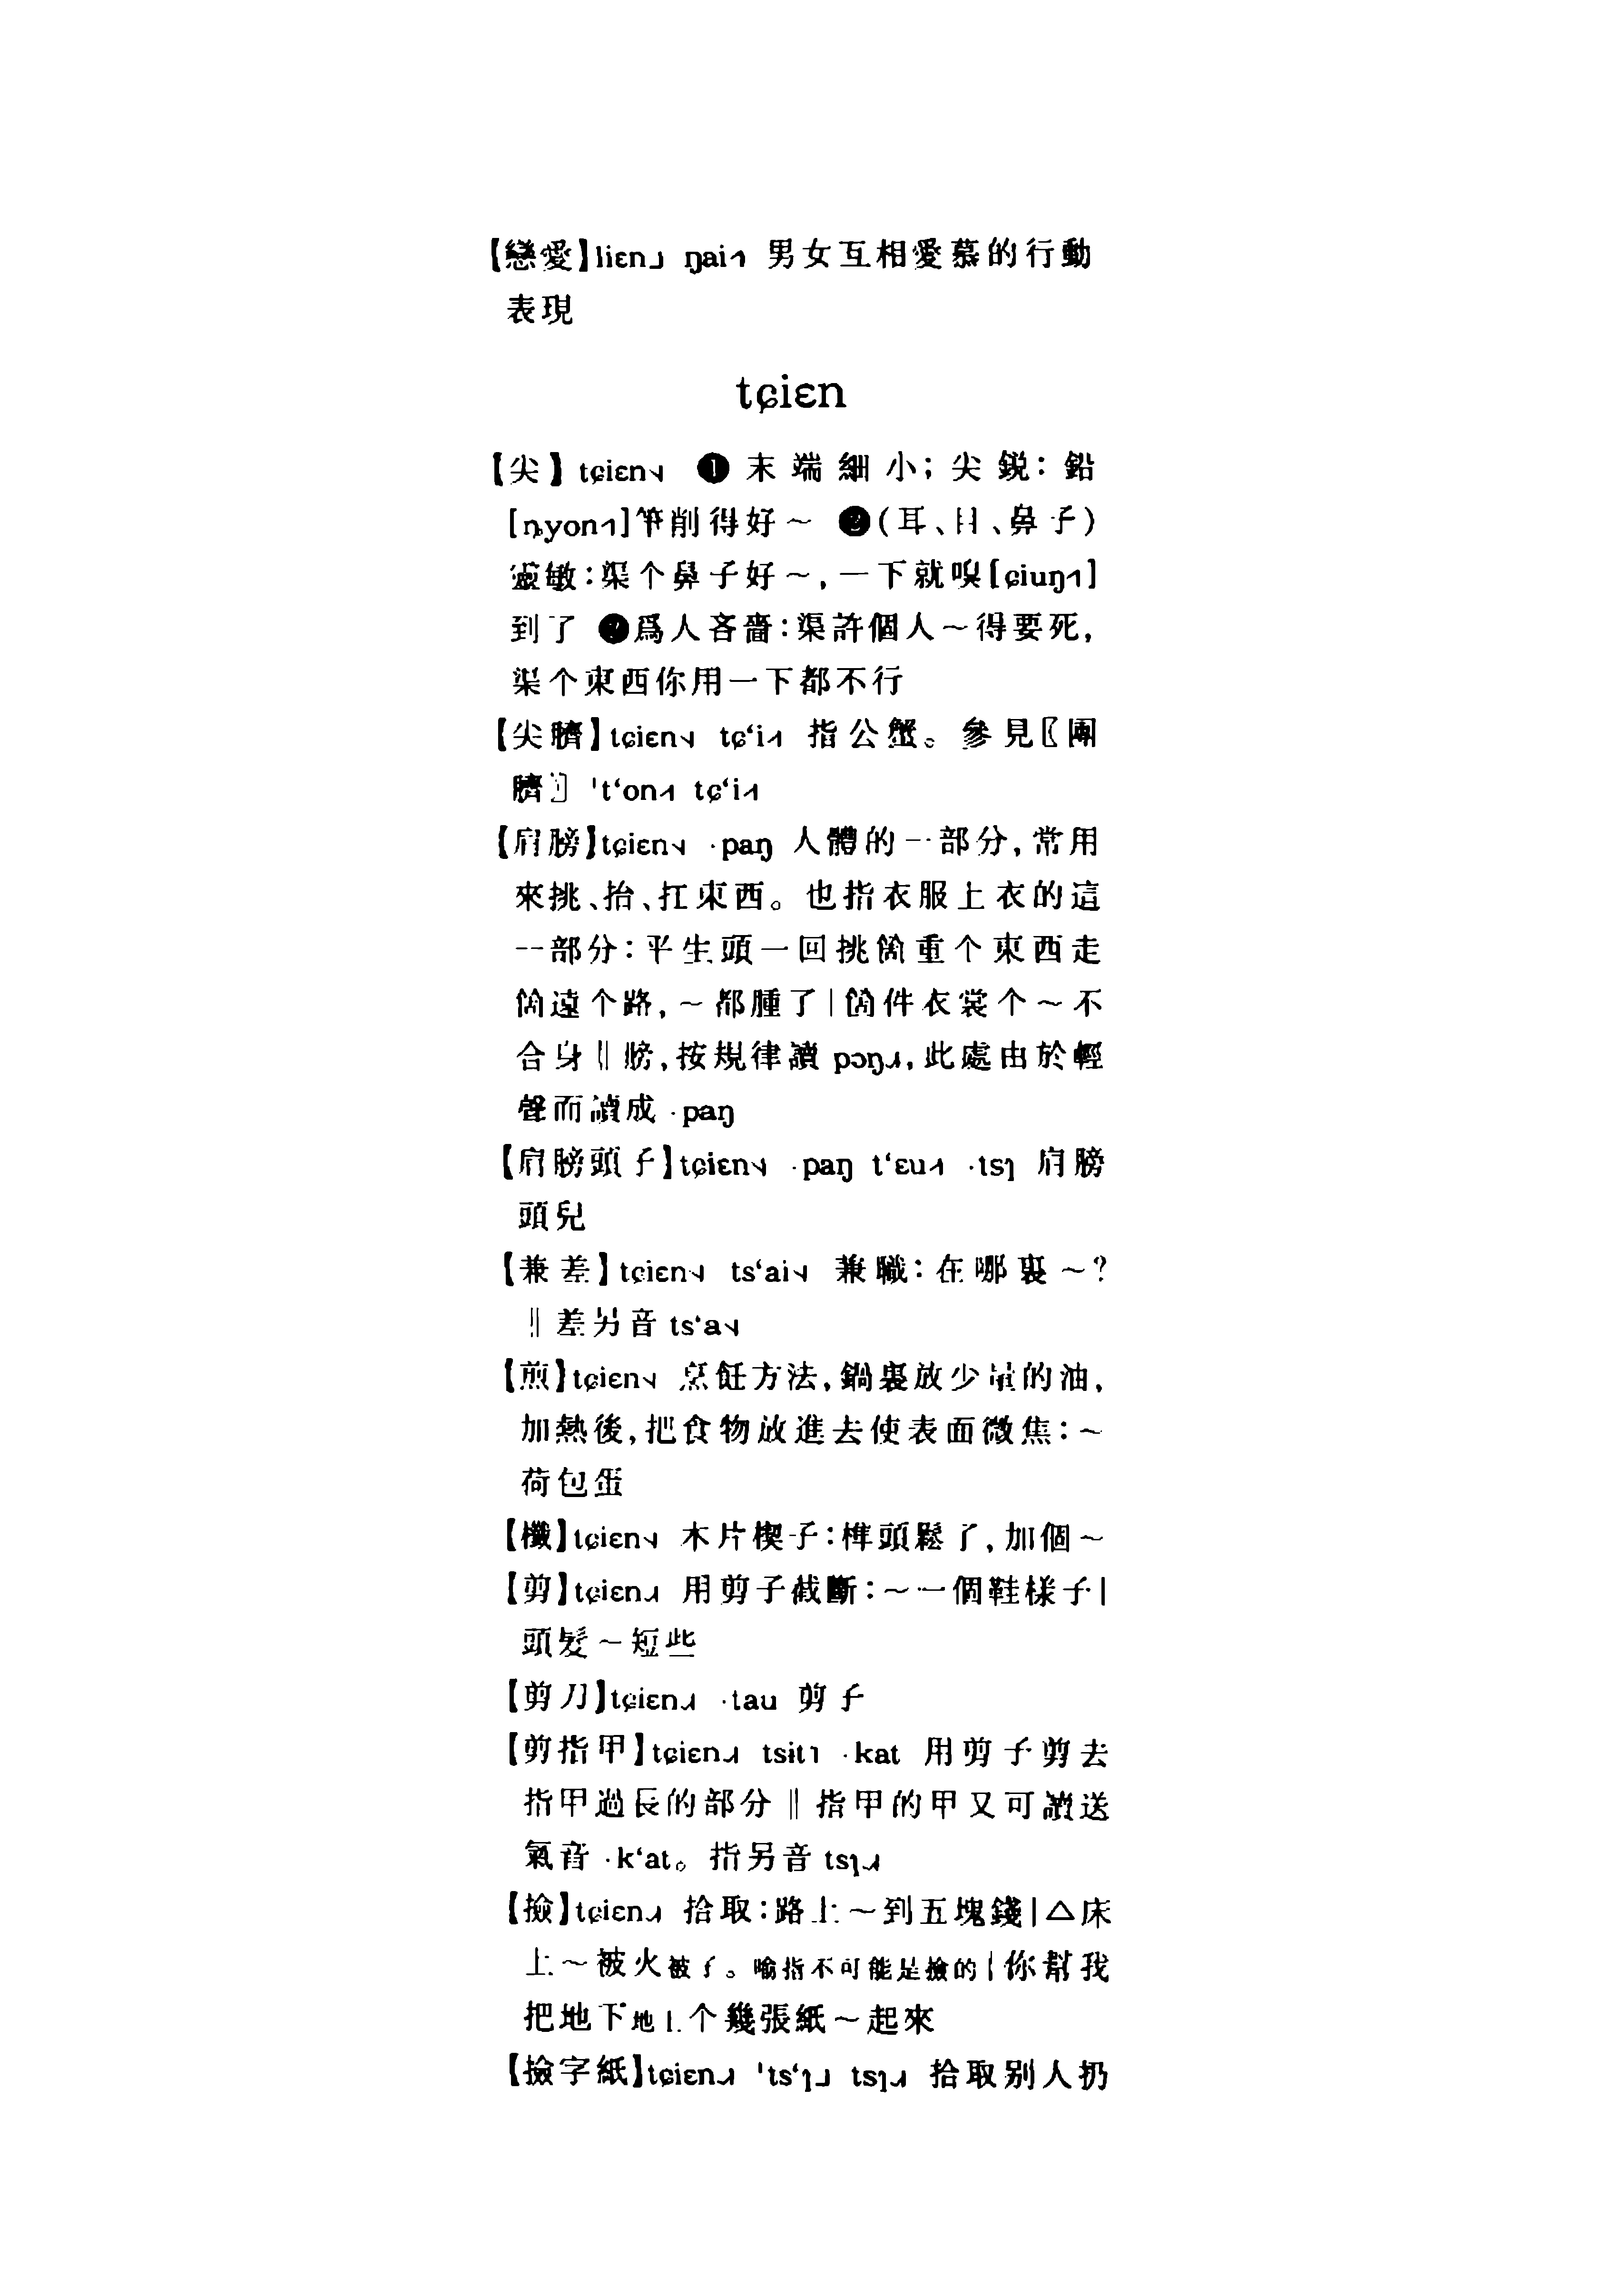 【戀愛】liɛn˩ ŋai˦ 男女互相愛慕的行動
表現
tɕiɛn
【尖】tɕiɛn˦ ❶末端細小；尖銳：鉛
[ȵyon˦]筆削得好～ ❷(耳、目、鼻子)
靈敏：渠个鼻子好～，一下就嗅[ɕiuŋ˦]
到了 ❸爲人吝嗇：渠許個人～得要死，
渠个東西你用一下都不行
【尖臍】tɕiɛn˦ tɕ‘i˦ 指公蟹。參見〖團
臍〗 ˈt‘on˦ tɕ‘i˦
【肩膀】tɕiɛn˦ ·paŋ 人體的一部分，常用
來挑、抬、扛東西。也指衣服上衣的這
一部分：平生頭一回挑箇重个東西走
箇遠个路，～都腫了|箇件衣裳个～不
合身‖膀，按規律讀 pɔŋ˨，此處由於輕
聲而讀成 ·paŋ
【肩膀頭子】tɕiɛn˦ ·paŋ t‘ɛu˦ ·tsɿ 肩膀
頭兒
【兼差】tɕiɛn˦ ts‘ai˦ 兼職：在哪裏～？
‖差另音 ts‘a˦
【煎】tɕiɛn˦ 烹飪方法，鍋裏放少量的油，
加熱後，把食物放進去使表面微焦：～
荷包蛋
【櫼】tɕiɛn˦ 木片楔子：榫頭鬆了，加個～
【剪】tɕiɛn˨ 用剪子截斷：～一個鞋樣子|
頭髮～短些
【剪刀】tɕiɛn˨ ·tau 剪子
【剪指甲】tɕiɛn˨ tsit˥ ·kat 用剪子剪去
指甲過長的部分‖指甲的甲又可讀送
氣音 ·k‘at。指另音 tsɿ˨
【撿】tɕiɛn˨ 拾取：路上～到五塊錢|△床
上～被火被了。喻指不可能是撿的|你幫我
把地下地上个幾張紙～起來
【撿字紙】tɕiɛn˨ ˈts‘ɿ˩ tsɿ˨ 拾取别人扔